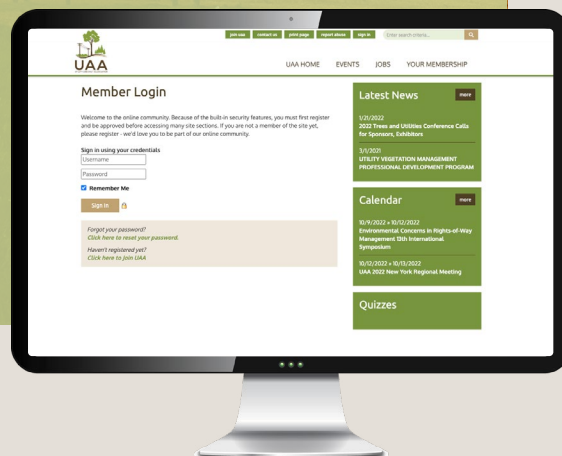 join uaa contact us print page report abuse sign in Enter search criteria...
UAA
UAA HOME EVENTS JOBS YOUR MEMBERSHIP
Member Login
Welcome to the online community. Because of the built-in security features, you must first register
and be approved before accessing many site sections. If you are not a member of the site yet,
please register - we'd love you to be part of our online community.
Sign in using your credentials
Username
Password
Remember Me
Sign In
Forgot your password?
Click here to reset your password.
Haven't registered yet?
Click here to join UAA
Latest News more
1/21/2022
2022 Trees and Utilities Conference Calls
for Sponsors, Exhibitors
3/1/2021
UTILITY VEGETATION MANAGEMENT
PROFESSIONAL DEVELOPMENT PROGRAM
Calendar more
10/9/2022 » 10/12/2022
Environmental Concerns in Rights-of-Way
Management 13th International
Symposium
10/12/2022 » 10/13/2022
UAA 2022 New York Regional Meeting
Quizzes